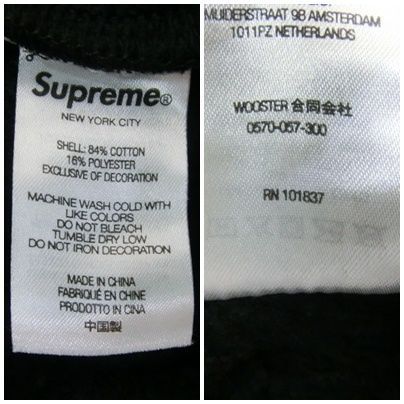 Supreme®
NEW YORK CITY
SHELL: 84% COTTON
16% POLYESTER
EXCLUSIVE OF DECORATION
MACHINE WASH COLD WITH
LIKE COLORS
DO NOT BLEACH
TUMBLE DRY LOW
DO NOT IRON DECORATION
MADE IN CHINA
FABRIQUÉ EN CHINE
PRODOTTO IN CINA
中国製
MUIDERSTRAAT 9B AMSTERDAM
1011PZ NETHERLANDS
WOOSTER 合同会社
0570-057-300
RN 101837